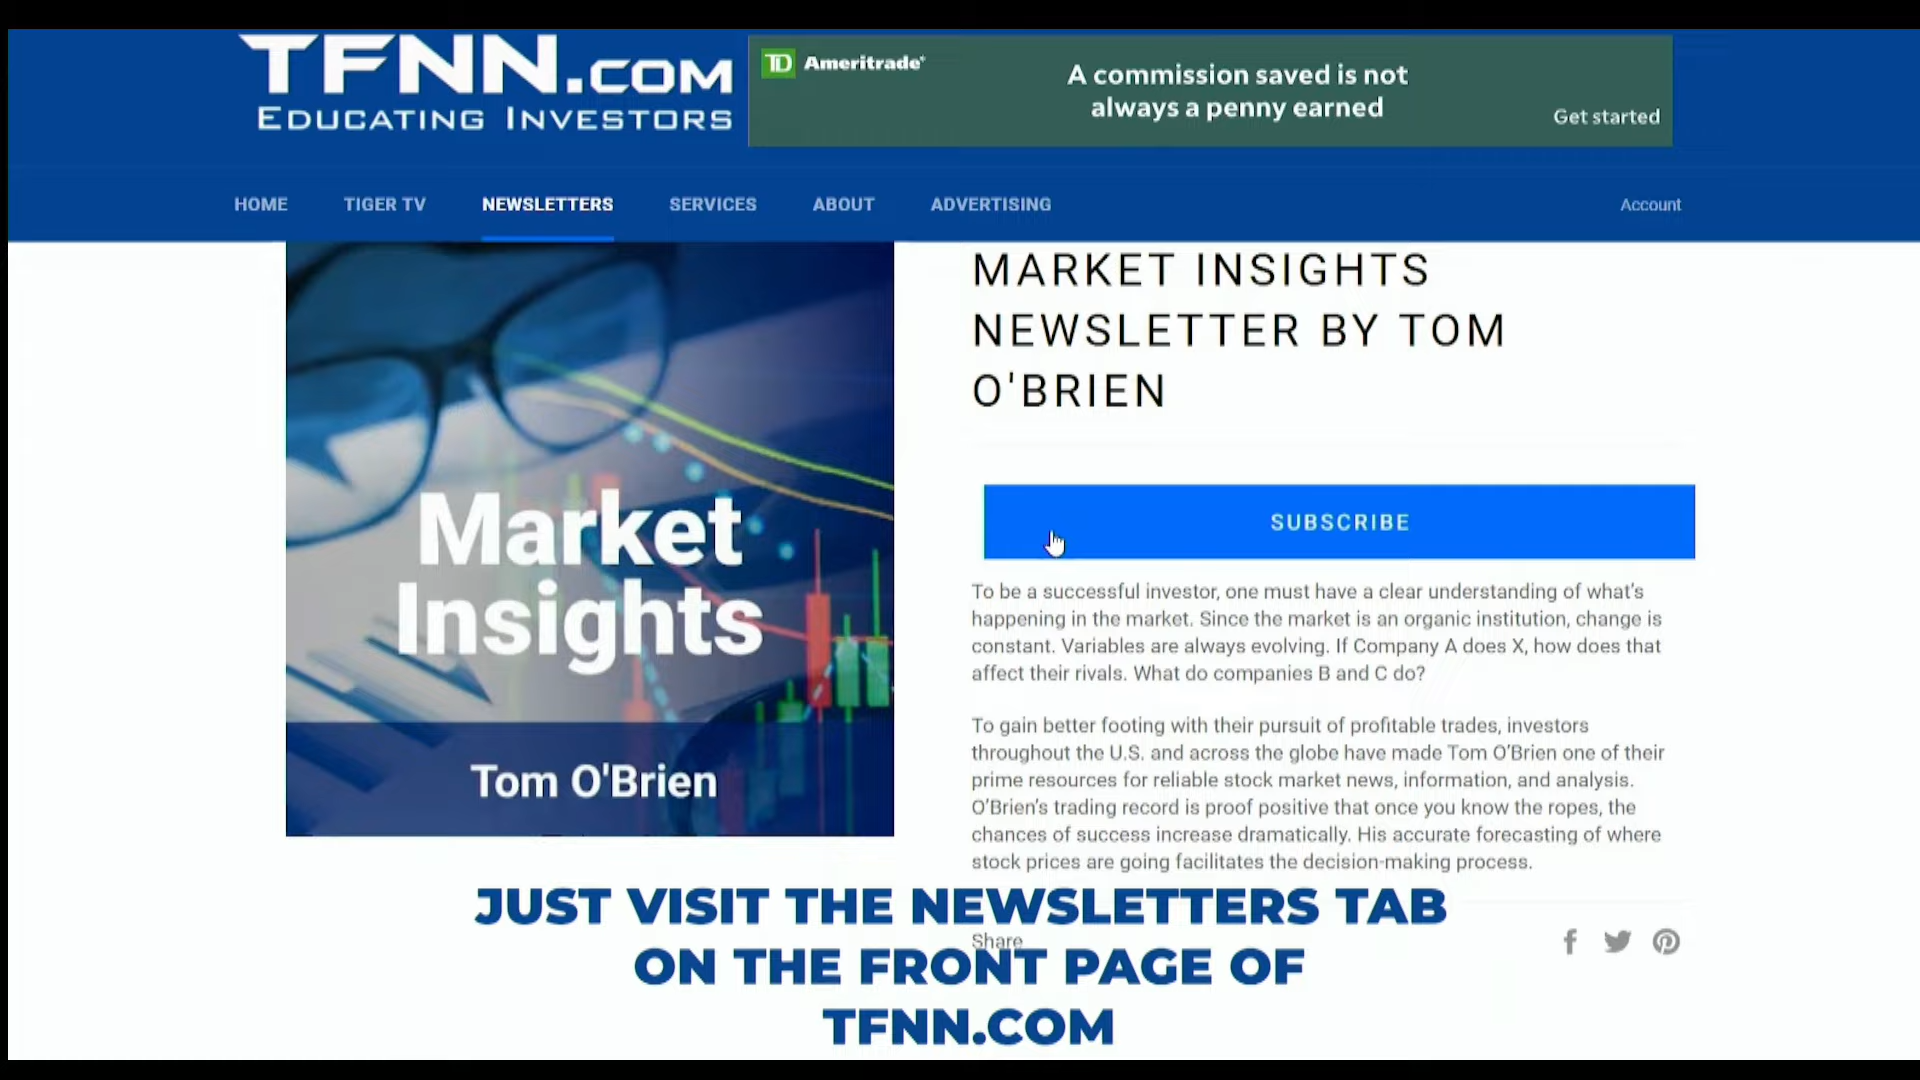 TFNN.COM
EDUCATING INVESTORS
TD Ameritrade
A commission saved is not
always a penny earned
Get started
HOME TIGER TV NEWSLETTERS SERVICES ABOUT ADVERTISING Account
Market
Insights
Tom O'Brien
MARKET INSIGHTS
NEWSLETTER BY TOM
O'BRIEN
SUBSCRIBE
To be a successful investor, one must have a clear understanding of what's
happening in the market. Since the market is an organic institution, change is
constant. Variables are always evolving. If Company A does X, how does that
affect their rivals. What do companies B and C do?
To gain better footing with their pursuit of profitable trades, investors
throughout the U.S. and across the globe have made Tom O'Brien one of their
prime resources for reliable stock market news, information, and analysis.
O'Brien's trading record is proof positive that once you know the ropes, the
chances of success increase dramatically. His accurate forecasting of where
stock prices are going facilitates the decision-making process.
JUST VISIT THE NEWSLETTERS TAB
Share
ON THE FRONT PAGE OF
TFNN.COM